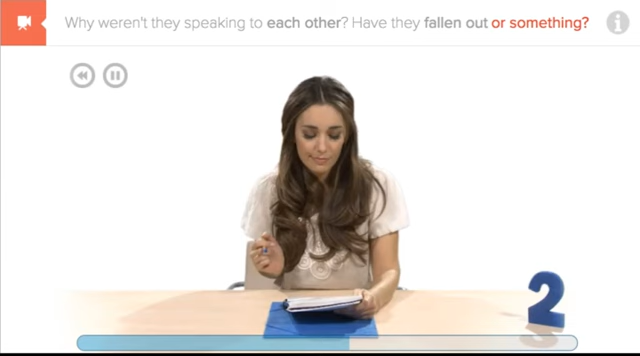 Why weren't they speaking to each other? Have they fallen out or something?
i
2